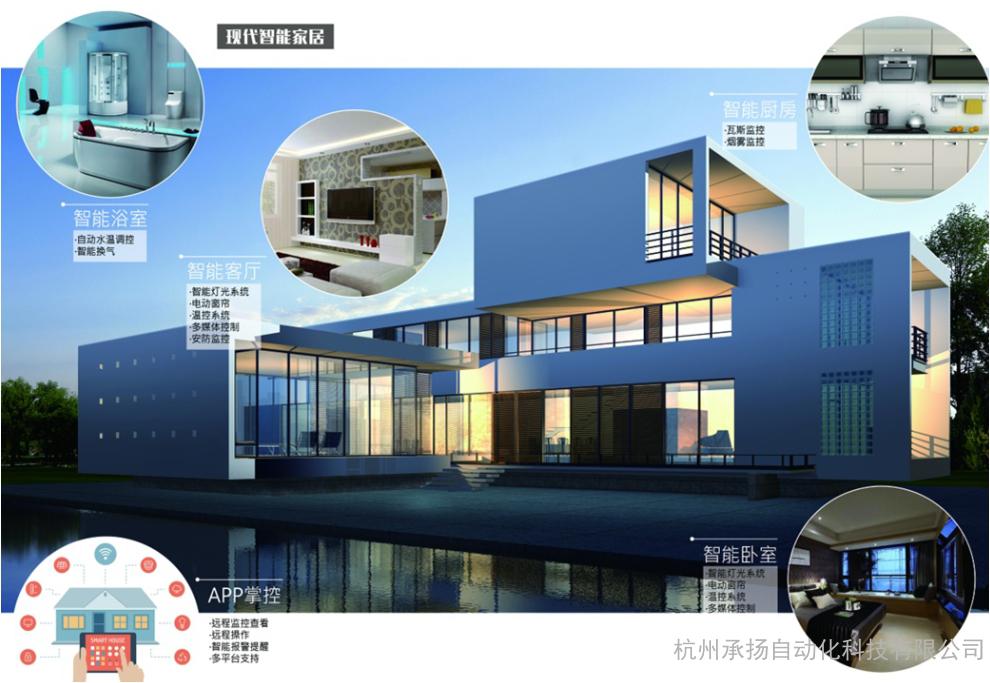 现代智能家居
智能浴室
·自动水温调控
·智能换气
智能客厅
·智能灯光系统
·电动窗帘
·温控系统
·多媒体控制
·安防监控
智能厨房
·瓦斯监控
·烟雾监控
智能卧室
·智能灯光系统
·电动窗帘
·温控系统
·多媒体控制
APP掌控
·远程监控查看
·远程操作
·智能报警提醒
·多平台支持
SMART HOUSE
杭州承扬自动化科技有限公司